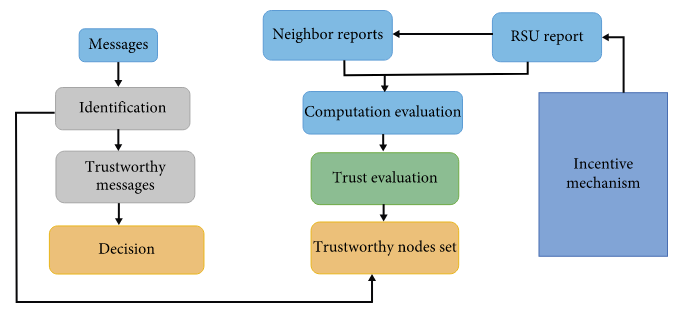 Messages
Identification
Trustworthy
messages
Decision
Neighbor reports
RSU report
Computation evaluation
Trust evaluation
Trustworthy nodes set
Incentive
mechanism